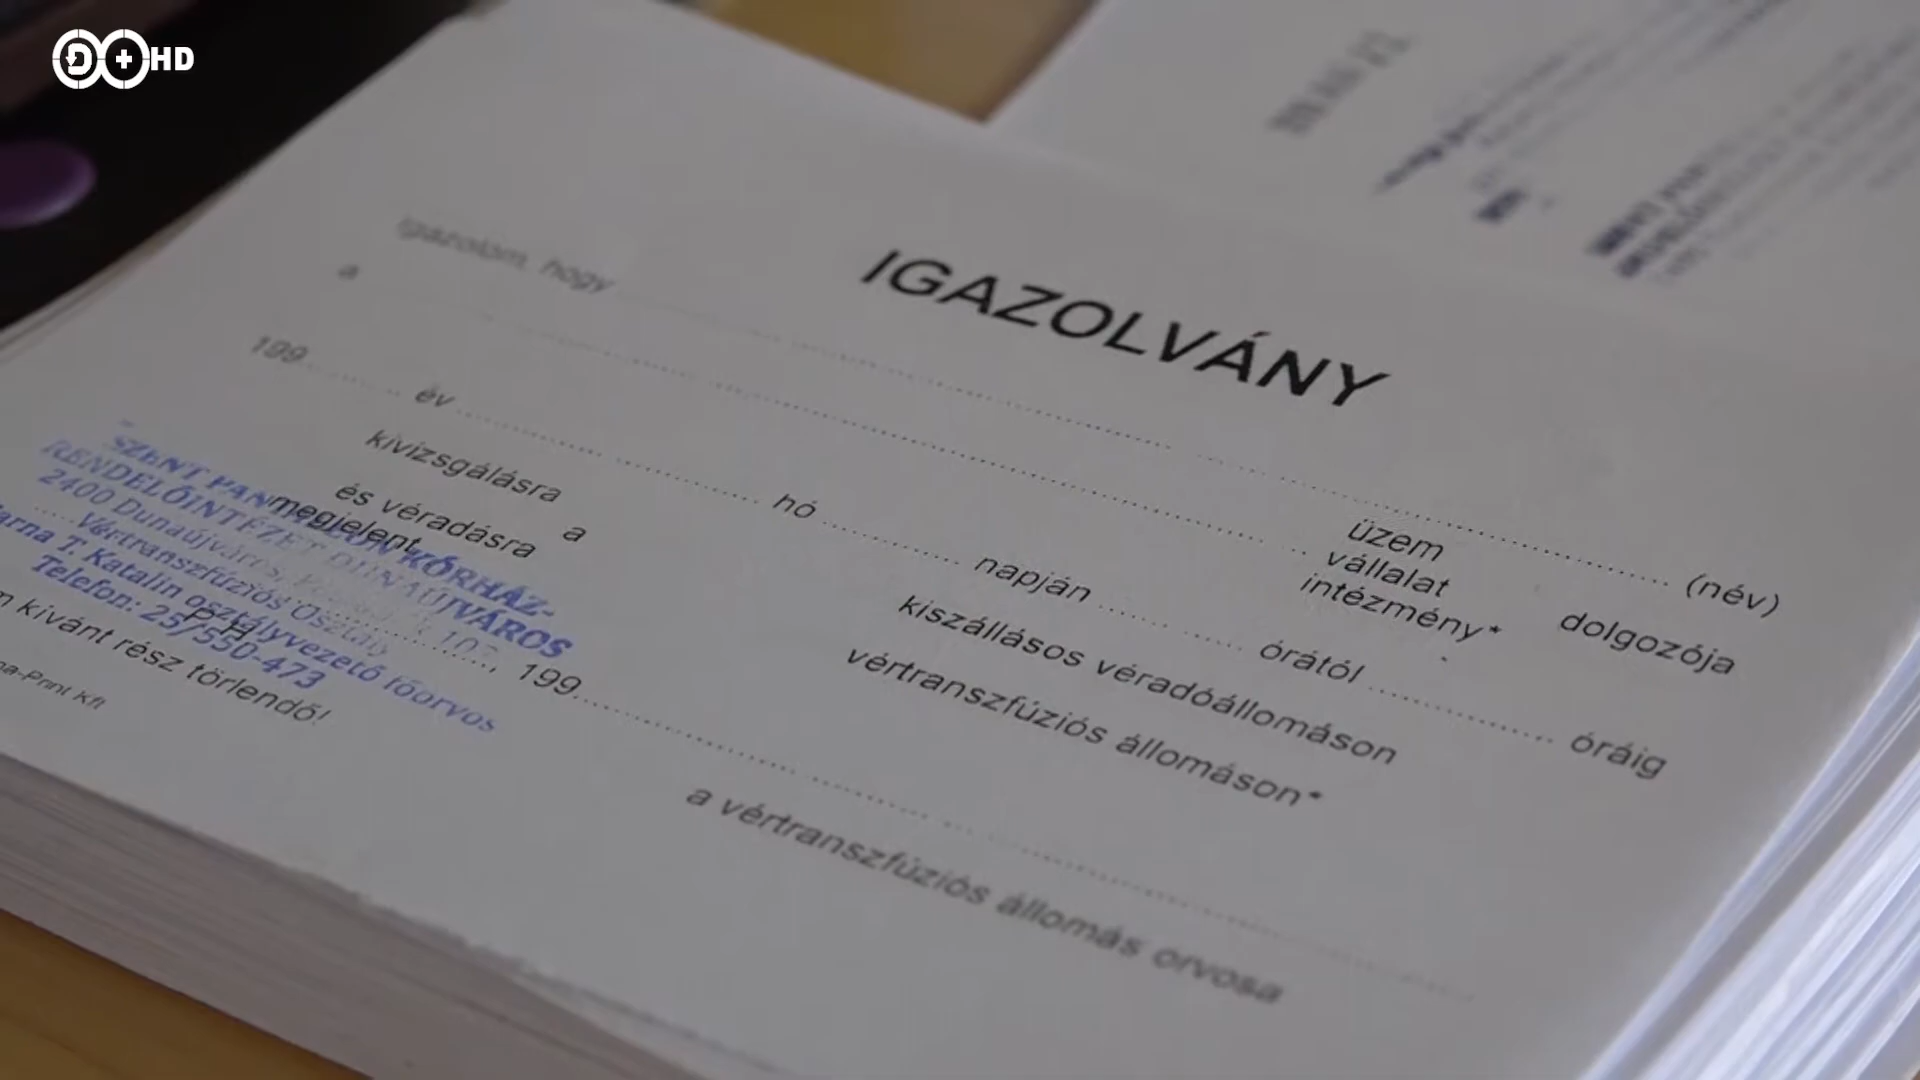 D+HD
IGAZOLVÁNY
Igazolom, hogy ........ (név)
a ........ üzem
vállalat
intézmény* dolgozója
199........ év ........ hó ........ napján ........ órától ........ óráig
kivizsgálásra
és véradásra a kiszállásos véradóállomáson
vértranszfúziós állomáson*
megjelent.
SZENT PANTALEON KÓRHÁZ-
RENDELŐINTÉZET DUNAÚJVÁROS
2400 Dunaújváros,
Vértranszfúziós Osztály
T. Katalin osztályvezető főorvos
Telefon: 25/550-473
........, 199........
P. H.
a vértranszfúziós állomás orvosa
kívánt rész törlendő!
Print Kft